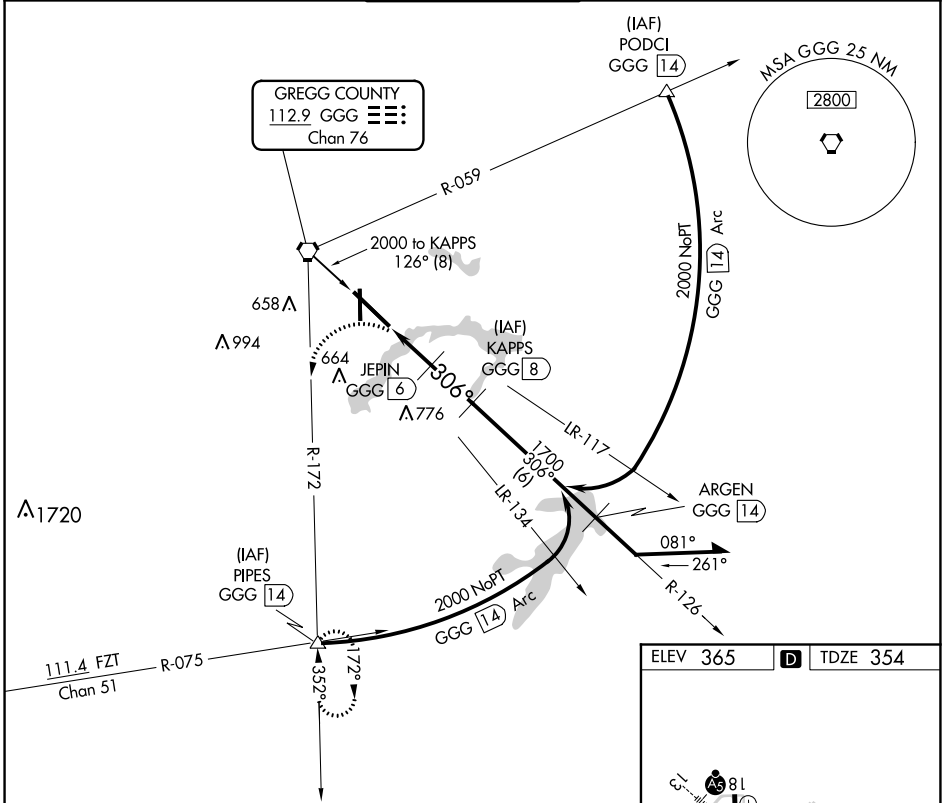 (IAF)
PODCI
GGG 14
MSA GGG 25 NM
2800
GREGG COUNTY
112.9 GGG
Chan 76
R-059
2000 to KAPPS
126° (8)
2000 NoPT
GGG 14 Arc
658
994
664
JEPIN
GGG 6
776
306°
(IAF)
KAPPS
GGG 8
R-172
LR-117
1700
306°
(6)
LR-134
ARGEN
GGG 14
1720
081°
261°
R-126
(IAF)
PIPES
GGG 14
2000 NoPT
GGG 14 Arc
111.4 FZT
Chan 51
R-075
352°
172°
ELEV 365
D
TDZE 354
13
A5
18
L